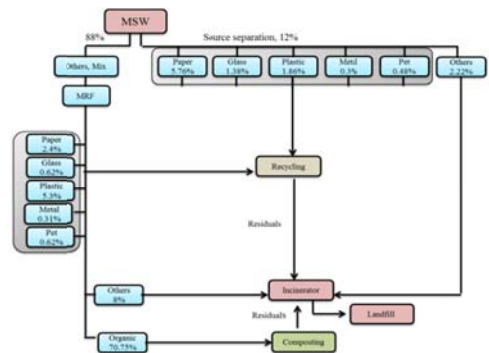 MSW
88%
Source separation, 12%
Others, Mix
Paper
5.76%
Glass
1.38%
Plastic
1.86%
Metal
0.3%
Pet
0.48%
Others
2.22%
MRF
Paper
2.4%
Glass
0.62%
Plastic
5.3%
Metal
0.31%
Pet
0.62%
Recycling
Residuals
Others
8%
Incinerator
Residuals
Landfill
Organic
70.75%
Composting